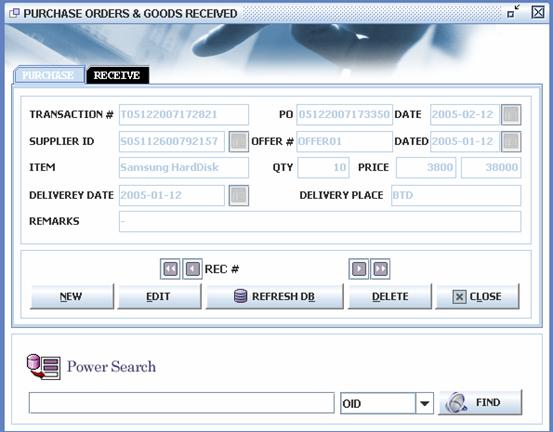 PURCHASE ORDERS & GOODS RECEIVED
PURCHASE RECEIVE
TRANSACTION # T05122007172821 PO 05122007173350 DATE 2005-02-12
SUPPLIER ID S05112600792157 OFFER # OFFER01 DATED 2005-01-12
ITEM Samsung HardDisk QTY 10 PRICE 3800 38000
DELIVEREY DATE 2005-01-12 DELIVERY PLACE BTD
REMARKS -
REC #
NEW EDIT REFRESH DB DELETE CLOSE
Power Search
OID FIND